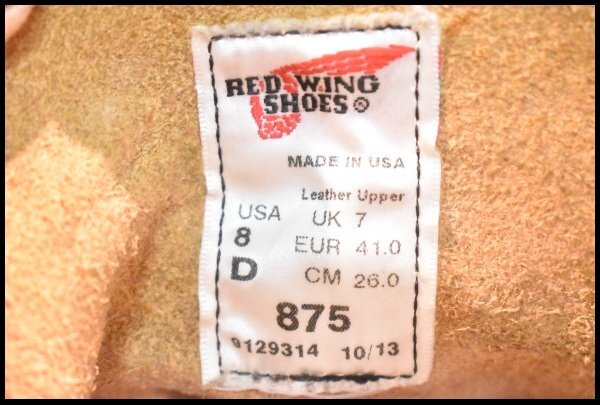 RED WING
SHOES®
MADE IN USA
Leather Upper
USA
8
D
UK 7
EUR 41.0
CM 26.0
875
9129314 10/13